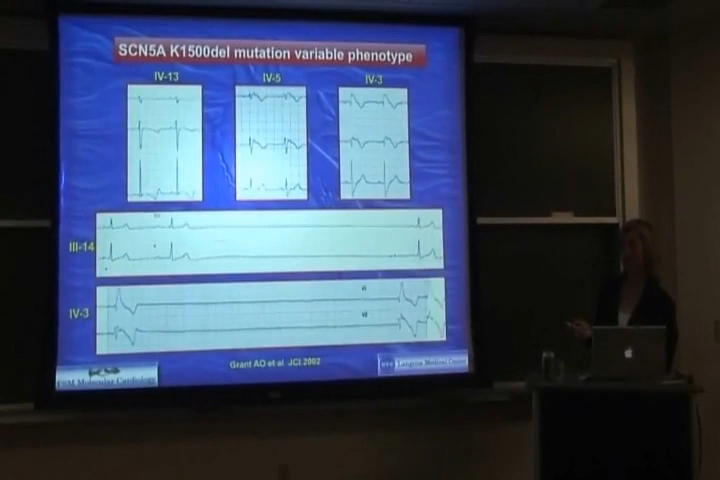 SCN5A K1500del mutation variable phenotype
IV-13 IV-5 IV-3
III-14
IV-3
Grant AO et al JCI 2002
Molecular Cardiology
Langone Medical Center